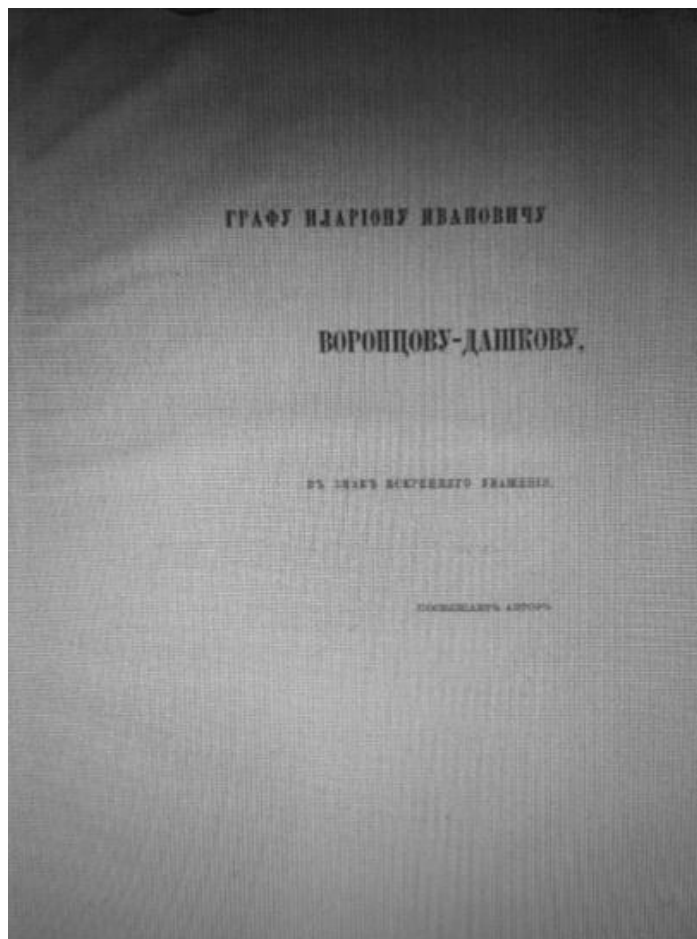 ГРАФУ ИЛАРІОНУ ИВАНОВИЧУ
ВОРОНЦОВУ-ДАШКОВУ,
ВЪ ЗНАКЪ ИСКРЕННЯГО УВАЖЕНІЯ,
ПОСВЯЩАЕТЪ АВТОРЪ